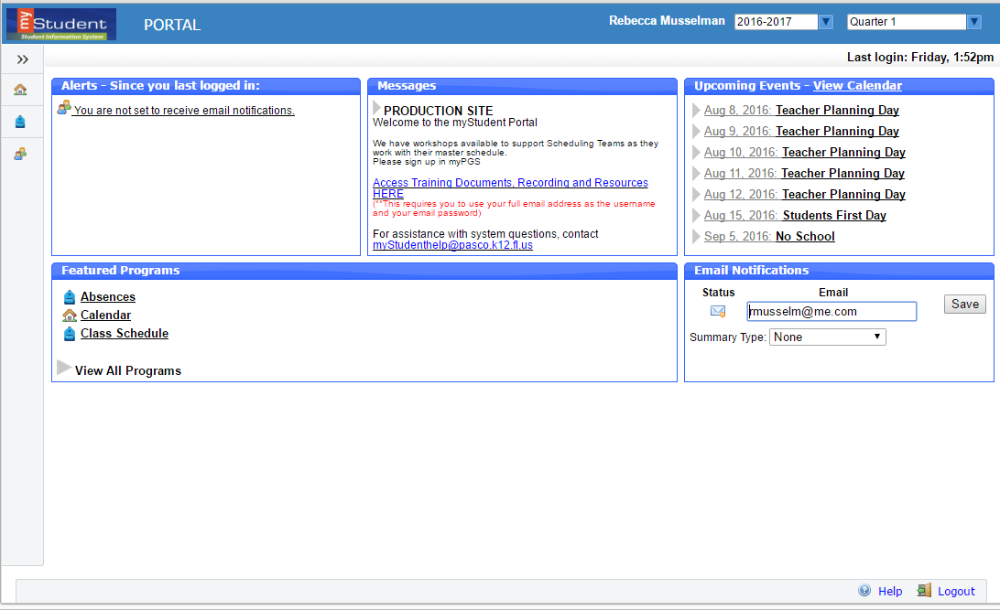 myStudent
Student Information System
PORTAL
Rebecca Musselman 2016-2017 Quarter 1
Last login: Friday, 1:52pm
Alerts - Since you last logged in:
You are not set to receive email notifications.
Messages
PRODUCTION SITE
Welcome to the myStudent Portal
We have workshops available to support Scheduling Teams as they
work with their master schedule.
Please sign up in myPGS
Access Training Documents, Recording and Resources
HERE
(**This requires you to use your full email address as the username
and your email password)
For assistance with system questions, contact
myStudenthelp@pasco.k12.fl.us
Upcoming Events - View Calendar
Aug 8, 2016: Teacher Planning Day
Aug 9, 2016: Teacher Planning Day
Aug 10, 2016: Teacher Planning Day
Aug 11, 2016: Teacher Planning Day
Aug 12, 2016: Teacher Planning Day
Aug 15, 2016: Students First Day
Sep 5, 2016: No School
Featured Programs
Absences
Calendar
Class Schedule
View All Programs
Email Notifications
Status Email
rmusselm@me.com Save
Summary Type: None
Help Logout